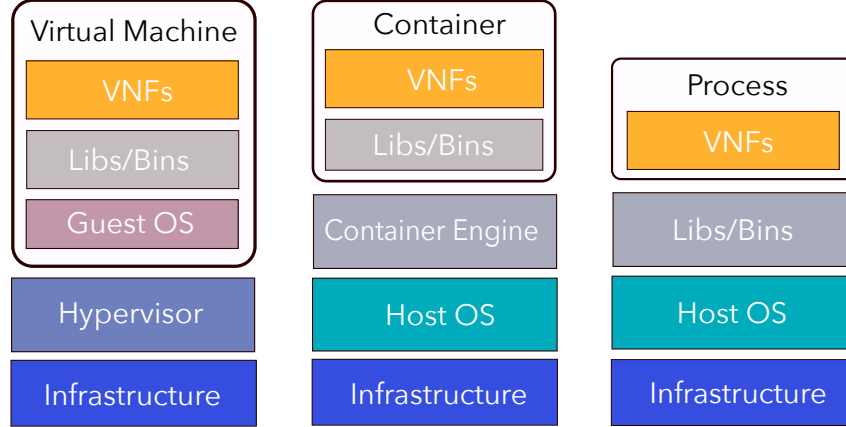 Virtual Machine
VNFs
Libs/Bins
Guest OS
Hypervisor
Infrastructure
Container
VNFs
Libs/Bins
Container Engine
Host OS
Infrastructure
Process
VNFs
Libs/Bins
Host OS
Infrastructure